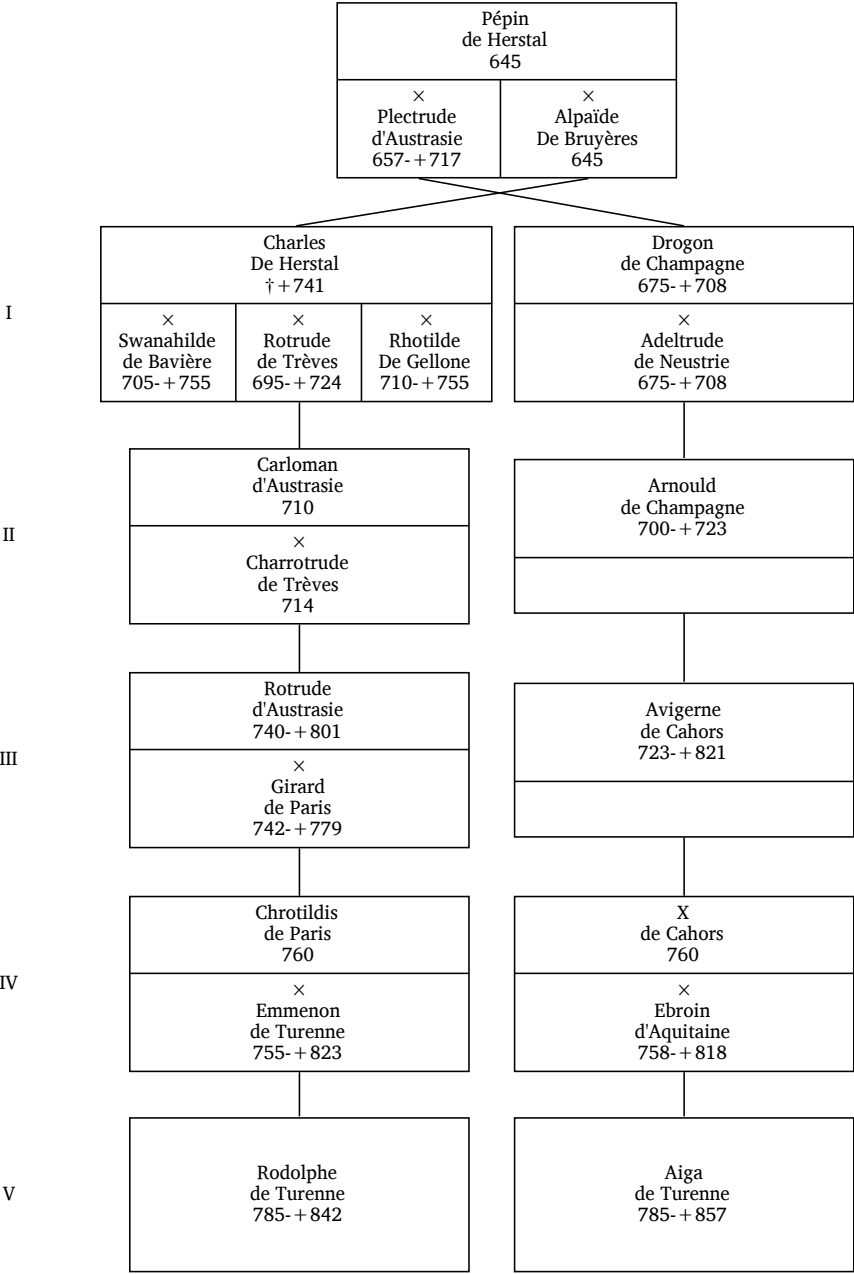 Pépin
de Herstal
645
×
Plectrude
d'Austrasie
657-+717
×
Alpaïde
De Bruyères
645
I
Charles
De Herstal
†+741
×
Swanahilde
de Bavière
705-+755
×
Rotrude
de Trèves
695-+724
×
Rhotilde
De Gellone
710-+755
Drogon
de Champagne
675-+708
×
Adeltrude
de Neustrie
675-+708
II
Carloman
d'Austrasie
710
×
Charrotrude
de Trèves
714
Arnould
de Champagne
700-+723
III
Rotrude
d'Austrasie
740-+801
×
Girard
de Paris
742-+779
Avigerne
de Cahors
723-+821
IV
Chrotildis
de Paris
760
×
Emmenon
de Turenne
755-+823
X
de Cahors
760
×
Ebroin
d'Aquitaine
758-+818
V
Rodolphe
de Turenne
785-+842
Aiga
de Turenne
785-+857